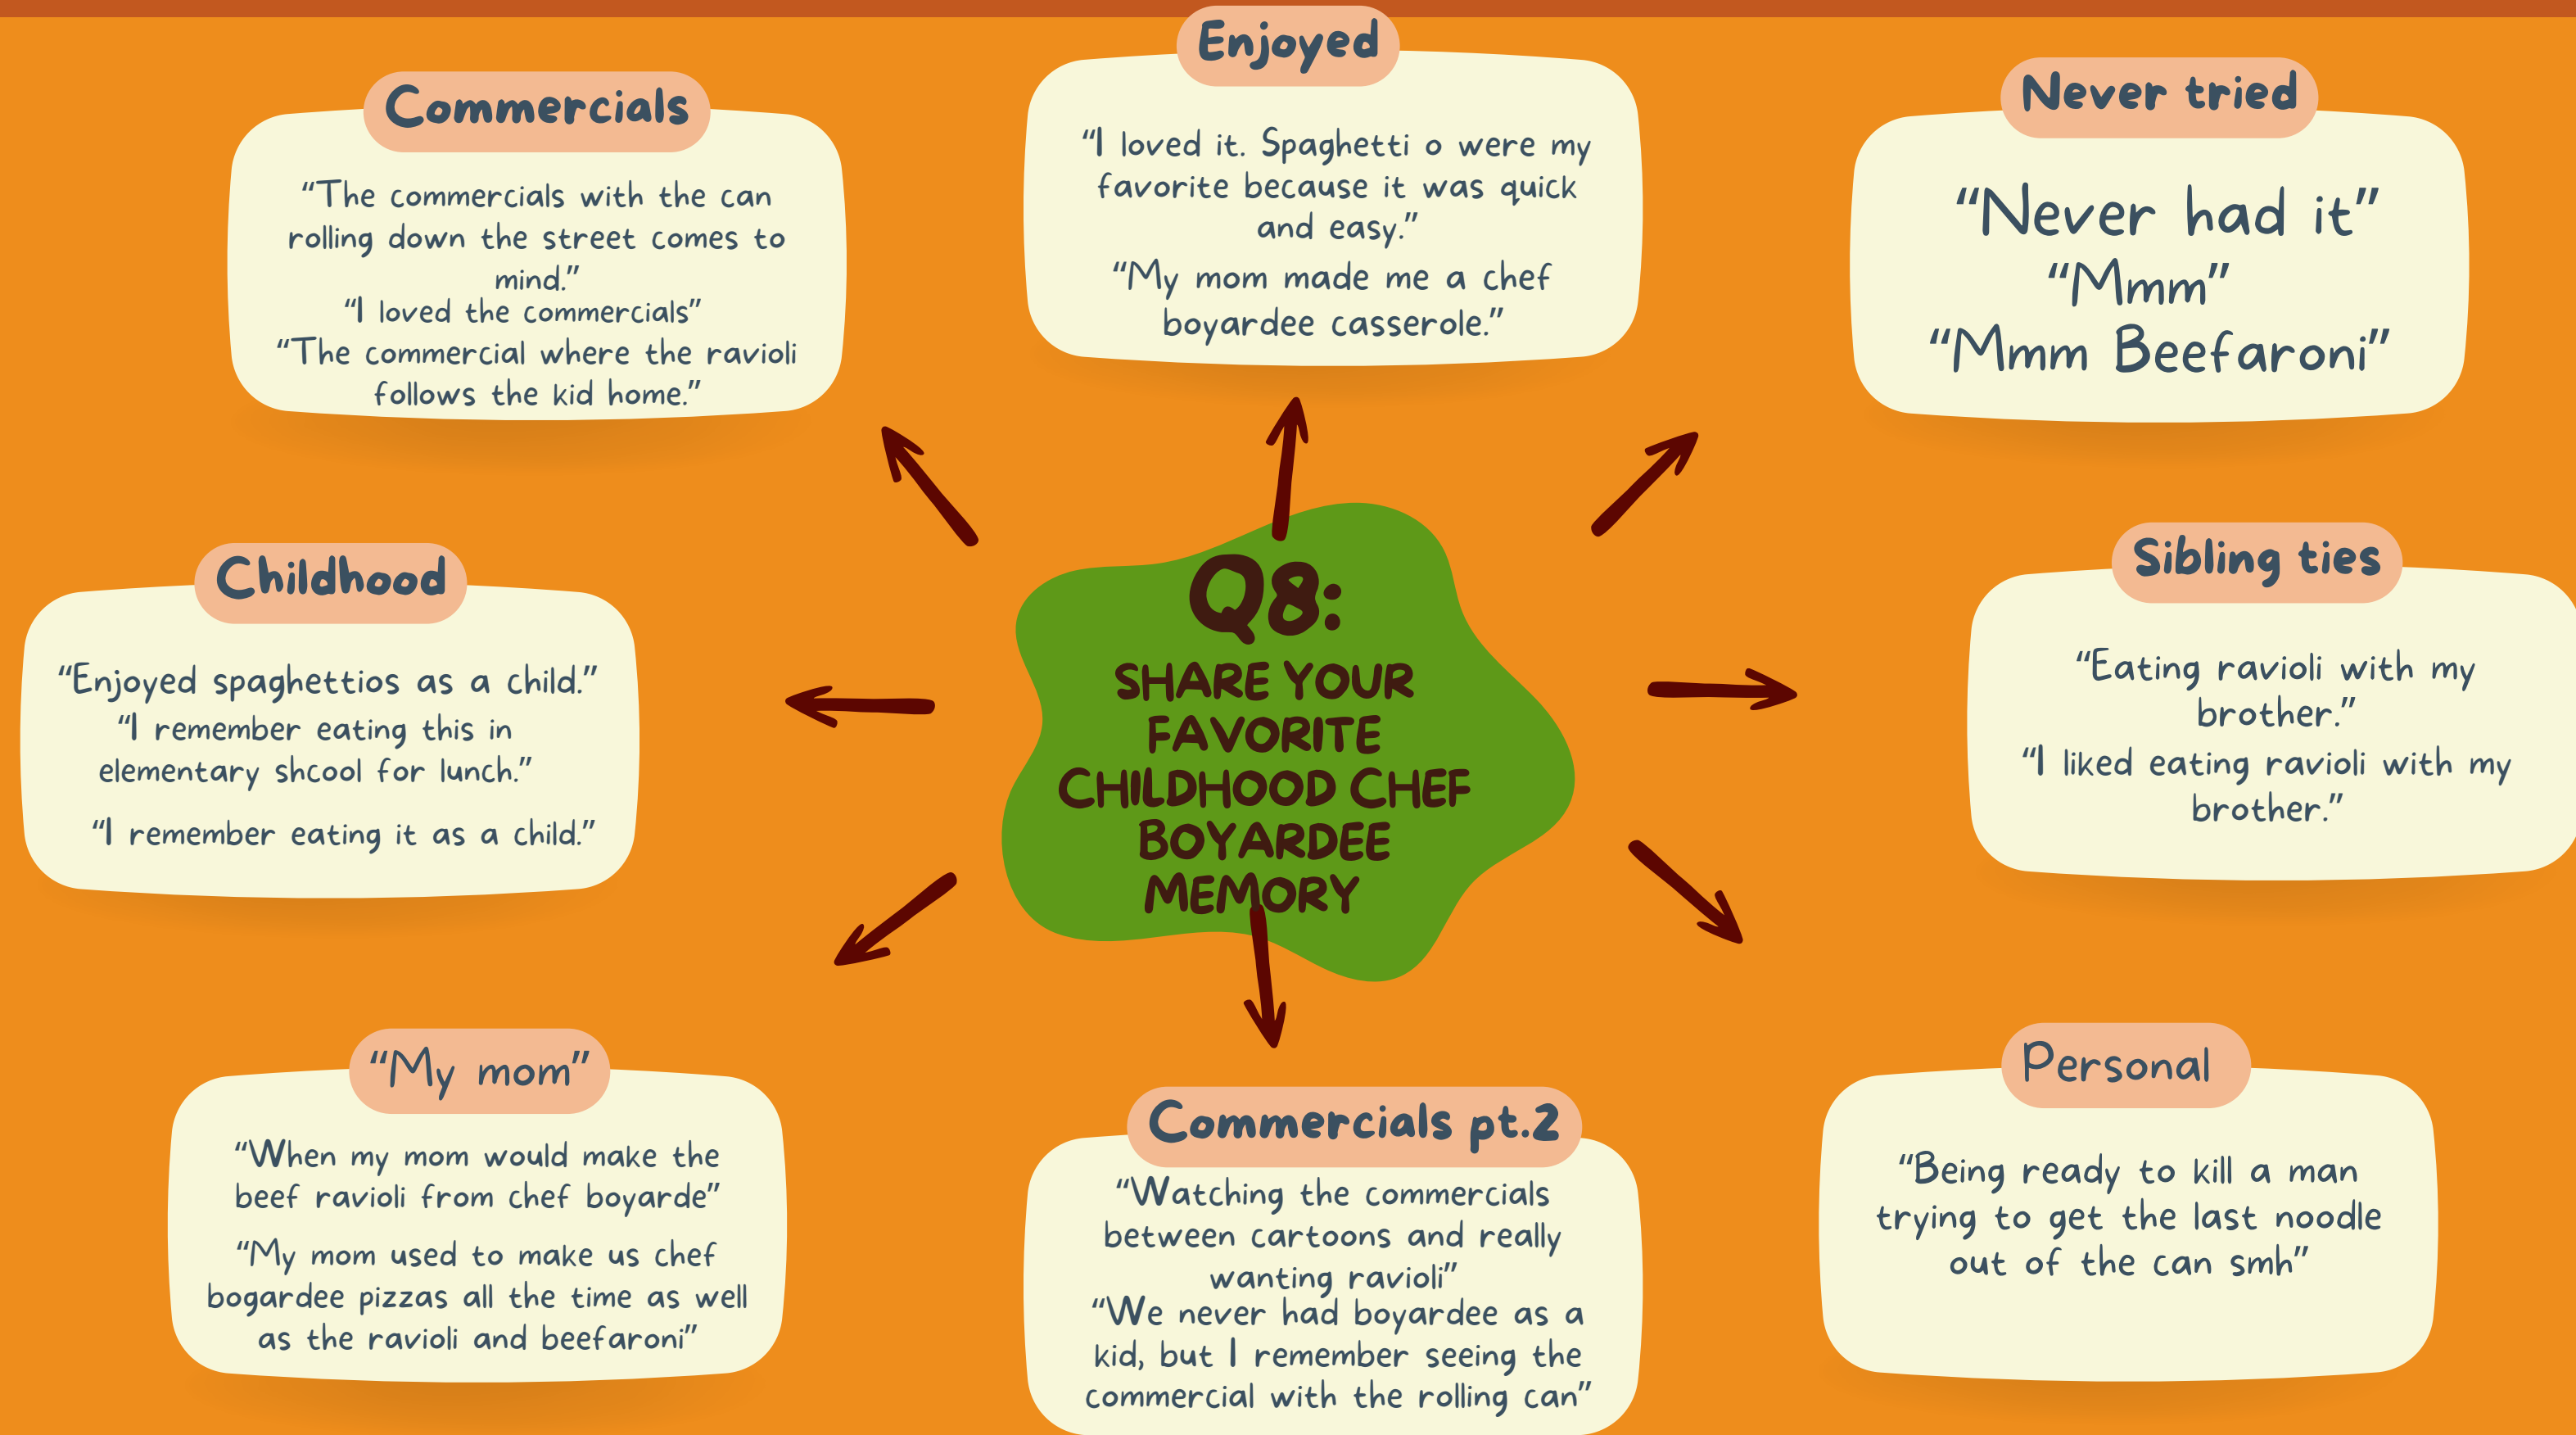 Commercials
“The commercials with the can
rolling down the street comes to
mind.”
“I loved the commercials”
“The commercial where the ravioli
follows the kid home.”
Enjoyed
“I loved it. Spaghetti o were my
favorite because it was quick
and easy.”
“My mom made me a chef
boyardee casserole.”
Never tried
“Never had it”
“Mmm”
“Mmm Beefaroni”
Childhood
“Enjoyed spaghettios as a child.”
“I remember eating this in
elementary shcool for lunch.”
“I remember eating it as a child.”
Q8:
SHARE YOUR
FAVORITE
CHILDHOOD CHEF
BOYARDEE
MEMORY
Sibling ties
“Eating ravioli with my
brother.”
“I liked eating ravioli with my
brother.”
“My mom”
“When my mom would make the
beef ravioli from chef boyarde”
“My mom used to make us chef
bogardee pizzas all the time as well
as the ravioli and beefaroni”
Commercials pt.2
“Watching the commercials
between cartoons and really
wanting ravioli”
“We never had boyardee as a
kid, but I remember seeing the
commercial with the rolling can”
Personal
“Being ready to kill a man
trying to get the last noodle
out of the can smh”